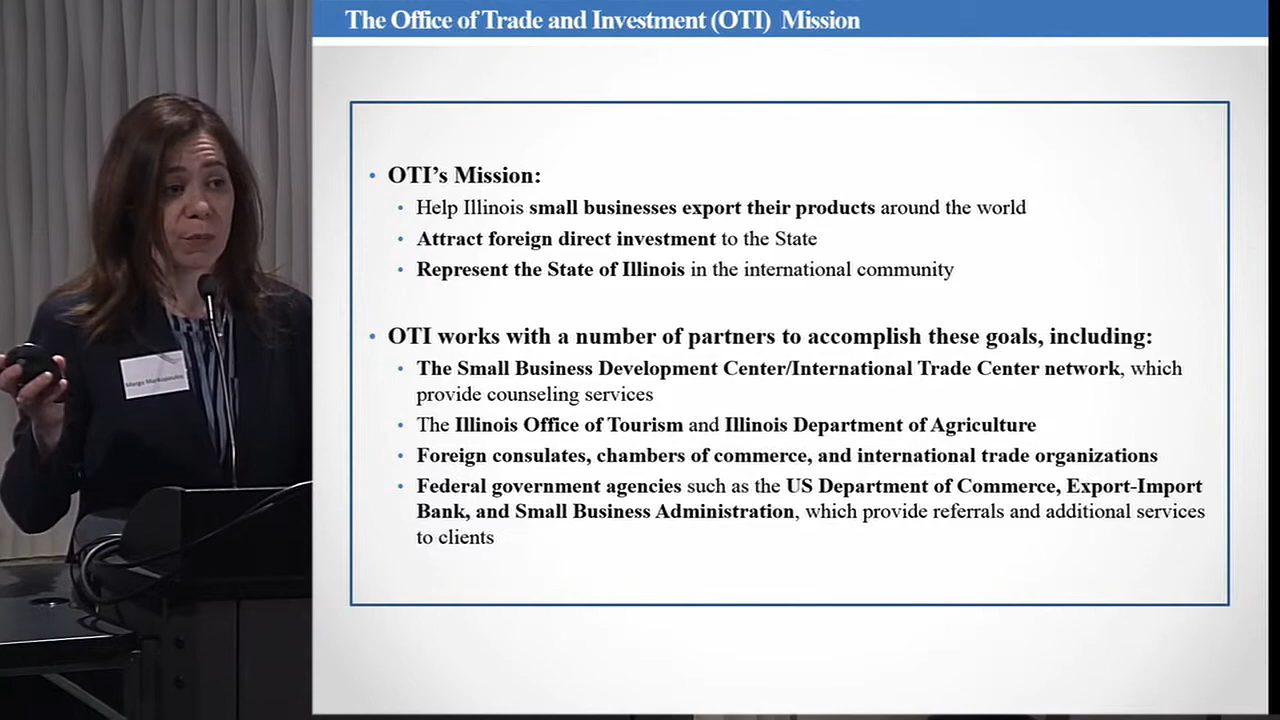 The Office of Trade and Investment (OTI) Mission
• OTI's Mission:
• Help Illinois small businesses export their products around the world
• Attract foreign direct investment to the State
• Represent the State of Illinois in the international community
• OTI works with a number of partners to accomplish these goals, including:
• The Small Business Development Center/International Trade Center network, which
provide counseling services
• The Illinois Office of Tourism and Illinois Department of Agriculture
• Foreign consulates, chambers of commerce, and international trade organizations
• Federal government agencies such as the US Department of Commerce, Export-Import
Bank, and Small Business Administration, which provide referrals and additional services
to clients
Margo Markopoulos